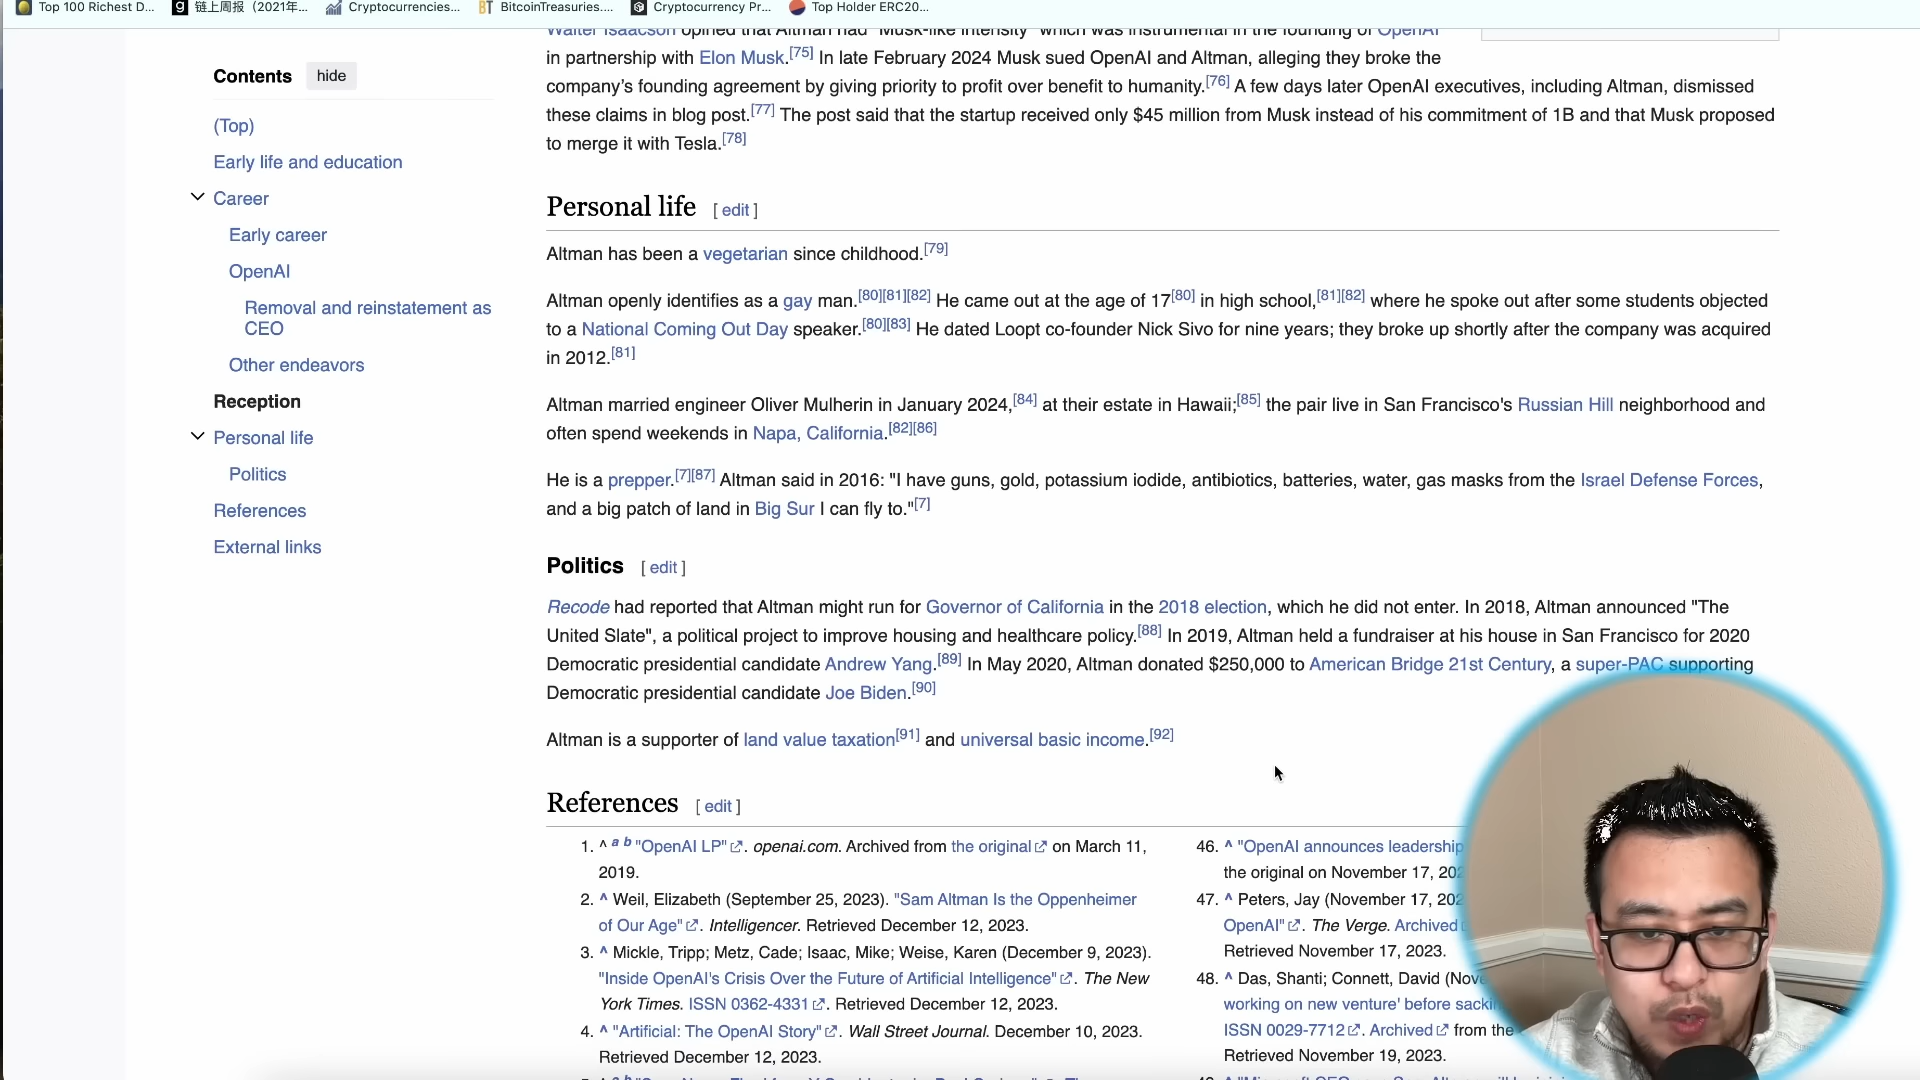 Top 100 Richest D...
链上周报（2021年...
Cryptocurrencies...
BitcoinTreasuries....
Cryptocurrency Pr...
Top Holder ERC20...
Contents hide
(Top)
Early life and education
Career
Early career
OpenAI
Removal and reinstatement as
CEO
Other endeavors
Reception
Personal life
Politics
References
External links
Walter Isaacson opined that Altman had "Musk-like intensity" which was instrumental in the founding of OpenAI
in partnership with Elon Musk.[75] In late February 2024 Musk sued OpenAI and Altman, alleging they broke the
company's founding agreement by giving priority to profit over benefit to humanity.[76] A few days later OpenAI executives, including Altman, dismissed
these claims in blog post.[77] The post said that the startup received only $45 million from Musk instead of his commitment of 1B and that Musk proposed
to merge it with Tesla.[78]
Personal life [ edit ]
Altman has been a vegetarian since childhood.[79]
Altman openly identifies as a gay man.[80][81][82] He came out at the age of 17[80] in high school,[81][82] where he spoke out after some students objected
to a National Coming Out Day speaker.[80][83] He dated Loopt co-founder Nick Sivo for nine years; they broke up shortly after the company was acquired
in 2012.[81]
Altman married engineer Oliver Mulherin in January 2024,[84] at their estate in Hawaii;[85] the pair live in San Francisco's Russian Hill neighborhood and
often spend weekends in Napa, California.[82][86]
He is a prepper.[7][87] Altman said in 2016: "I have guns, gold, potassium iodide, antibiotics, batteries, water, gas masks from the Israel Defense Forces,
and a big patch of land in Big Sur I can fly to."[7]
Politics [ edit ]
Recode had reported that Altman might run for Governor of California in the 2018 election, which he did not enter. In 2018, Altman announced "The
United Slate", a political project to improve housing and healthcare policy.[88] In 2019, Altman held a fundraiser at his house in San Francisco for 2020
Democratic presidential candidate Andrew Yang.[89] In May 2020, Altman donated $250,000 to American Bridge 21st Century, a super-PAC supporting
Democratic presidential candidate Joe Biden.[90]
Altman is a supporter of land value taxation[91] and universal basic income.[92]
References [ edit ]
1. ^ a b "OpenAI LP". openai.com. Archived from the original on March 11,
2019.
2. ^ Weil, Elizabeth (September 25, 2023). "Sam Altman Is the Oppenheimer
of Our Age". Intelligencer. Retrieved December 12, 2023.
3. ^ Mickle, Tripp; Metz, Cade; Isaac, Mike; Weise, Karen (December 9, 2023).
"Inside OpenAI's Crisis Over the Future of Artificial Intelligence". The New
York Times. ISSN 0362-4331. Retrieved December 12, 2023.
4. ^ "Artificial: The OpenAI Story". Wall Street Journal. December 10, 2023.
Retrieved December 12, 2023.
46. ^ "OpenAI announces leadership
the original on November 17, 202
47. ^ Peters, Jay (November 17, 202
OpenAI". The Verge. Archived
Retrieved November 17, 2023.
48. ^ Das, Shanti; Connett, David (Nove
working on new venture' before sacki
ISSN 0029-7712. Archived from the
Retrieved November 19, 2023.